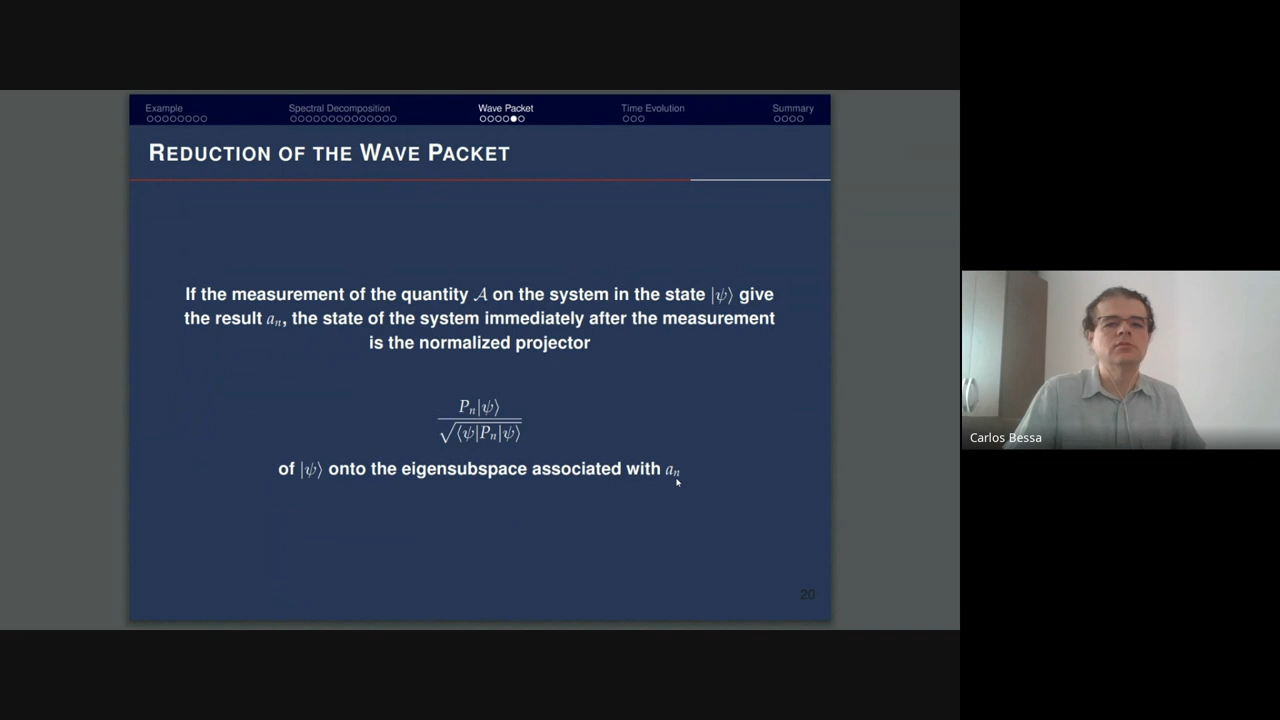 Example Spectral Decomposition Wave Packet Time Evolution Summary
REDUCTION OF THE WAVE PACKET
If the measurement of the quantity 𝒜 on the system in the state |ψ⟩ give
the result aₙ, the state of the system immediately after the measurement
is the normalized projector
Pₙ|ψ⟩
√⟨ψ|Pₙ|ψ⟩
of |ψ⟩ onto the eigensubspace associated with aₙ
20
Carlos Bessa